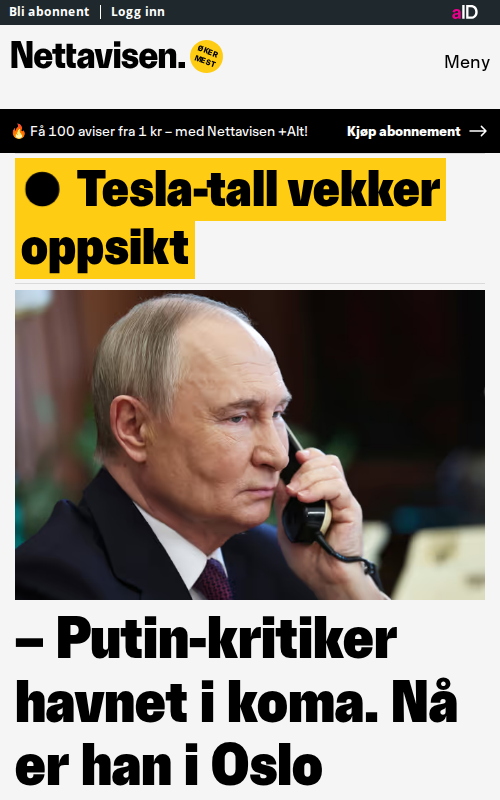 Bli abonnent | Logg inn
aID
Nettavisen.
ØKER
MEST
Meny
🔥 Få 100 aviser fra 1 kr – med Nettavisen +Alt!
Kjøp abonnement →
● Tesla-tall vekker
oppsikt
– Putin-kritiker
havnet i koma. Nå
er han i Oslo